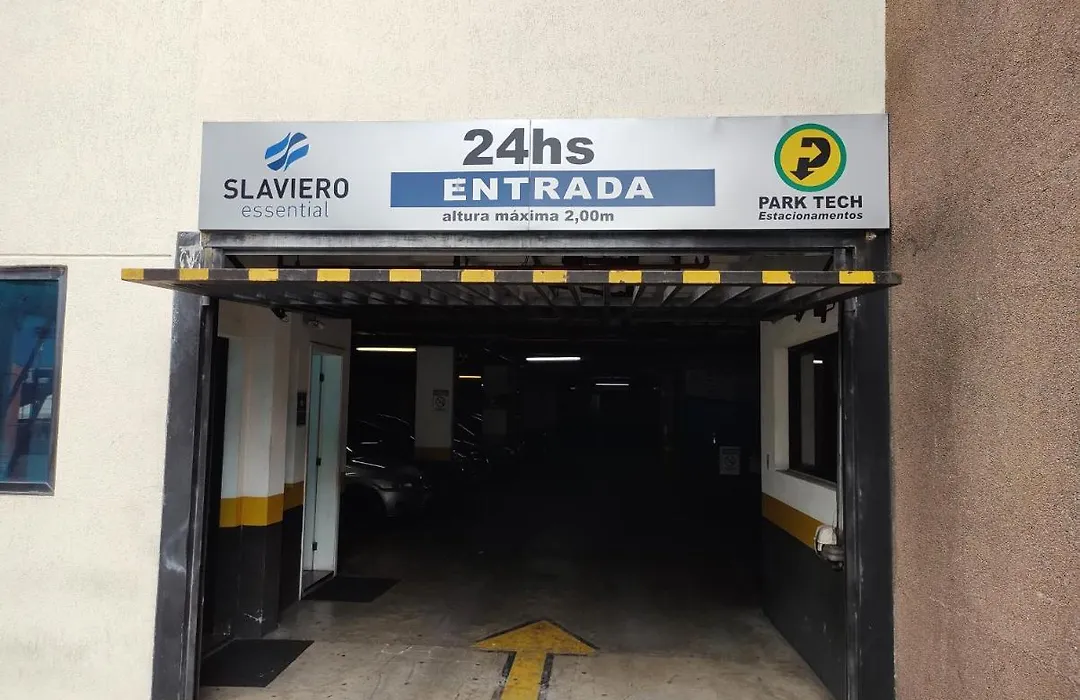 SLAVIERO
essential
24hs
ENTRADA
altura máxima 2,00m
PARK TECH
Estacionamentos